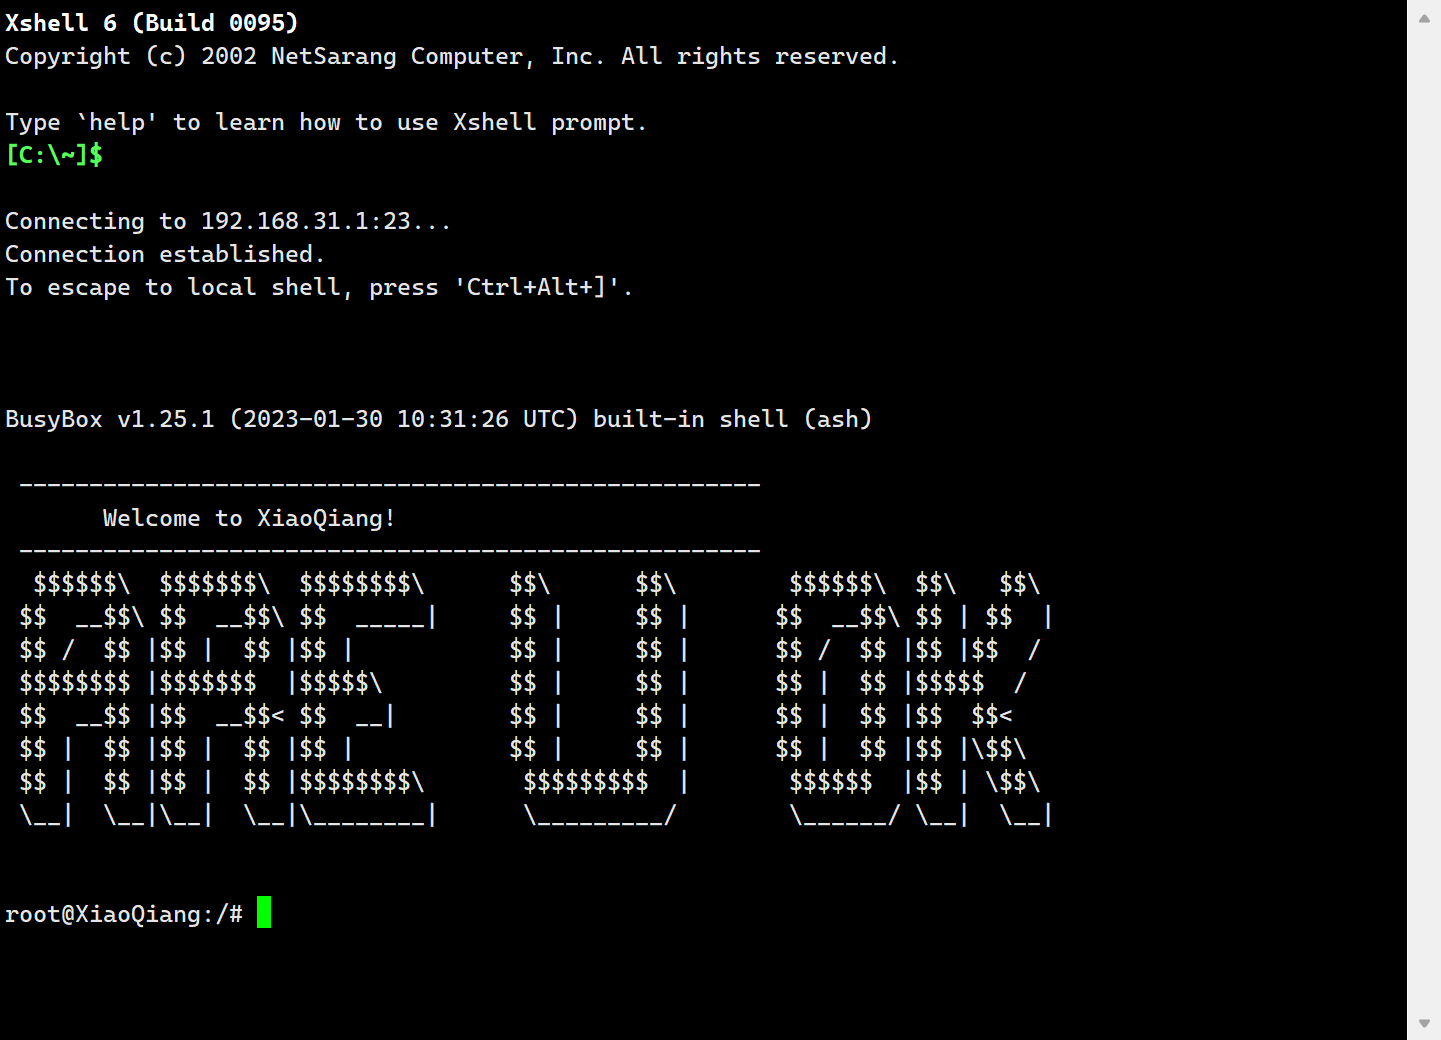 Xshell 6 (Build 0095)
Copyright (c) 2002 NetSarang Computer, Inc. All rights reserved.

Type `help' to learn how to use Xshell prompt.
[C:\~]$

Connecting to 192.168.31.1:23...
Connection established.
To escape to local shell, press 'Ctrl+Alt+]'.

BusyBox v1.25.1 (2023-01-30 10:31:26 UTC) built-in shell (ash)

 -----------------------------------------------------
       Welcome to XiaoQiang!
 -----------------------------------------------------
  $$$$$$\  $$$$$$$\  $$$$$$$$\      $$\      $$\        $$$$$$\  $$\   $$\
 $$  __$$\ $$  __$$\ $$  _____|     $$ |     $$ |      $$  __$$\ $$ | $$  |
 $$ /  $$ |$$ |  $$ |$$ |           $$ |     $$ |      $$ /  $$ |$$ |$$  /
 $$$$$$$$ |$$$$$$$  |$$$$$\         $$ |     $$ |      $$ |  $$ |$$$$$  /
 $$  __$$ |$$  __$$< $$  __|        $$ |     $$ |      $$ |  $$ |$$  $$<
 $$ |  $$ |$$ |  $$ |$$ |           $$ |     $$ |      $$ |  $$ |$$ |\$$\
 $$ |  $$ |$$ |  $$ |$$$$$$$$\       $$$$$$$$$  |       $$$$$$  |$$ | \$$\
 \__|  \__|\__|  \__|\________|      \_________/        \______/ \__|  \__|

root@XiaoQiang:/#